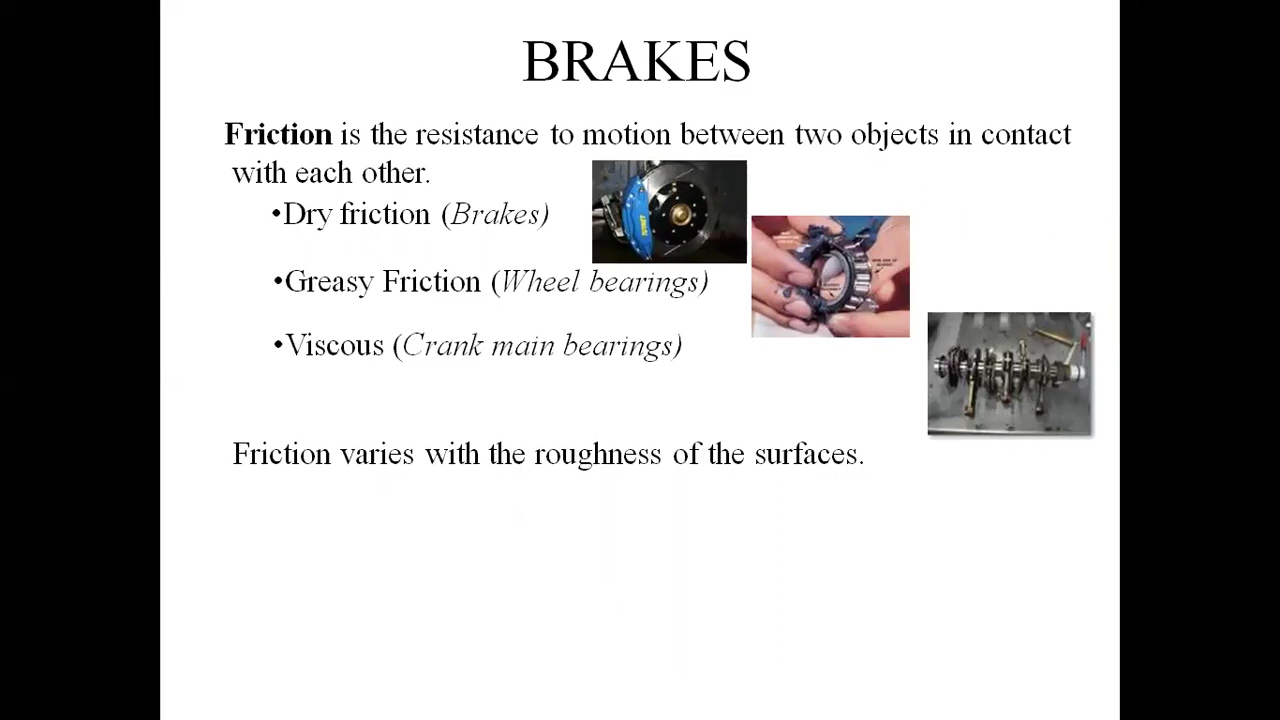 BRAKES
Friction is the resistance to motion between two objects in contact
with each other.
•Dry friction (Brakes)
•Greasy Friction (Wheel bearings)
•Viscous (Crank main bearings)
Friction varies with the roughness of the surfaces.